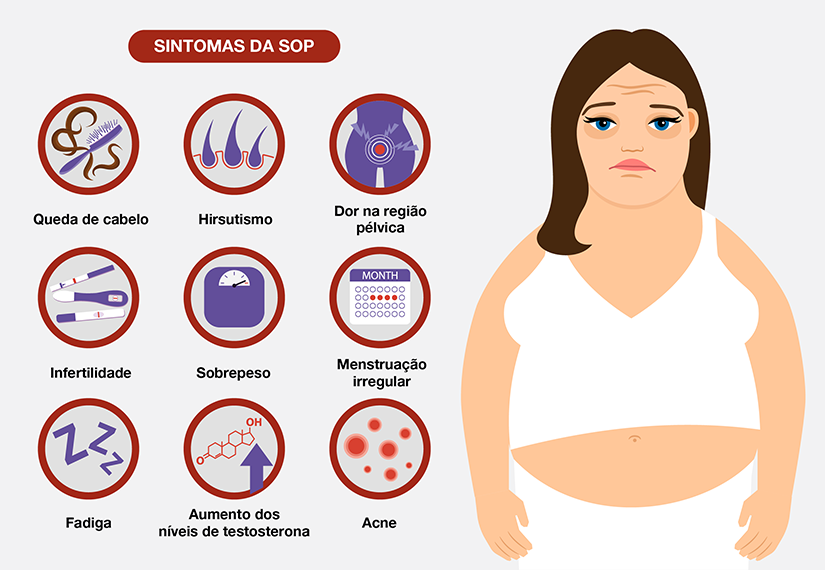 SINTOMAS DA SOP
Queda de cabelo
Hirsutismo
Dor na região
pélvica
MONTH
Infertilidade
Sobrepeso
Menstruação
irregular
OH
O
Fadiga
Aumento dos
níveis de testosterona
Acne